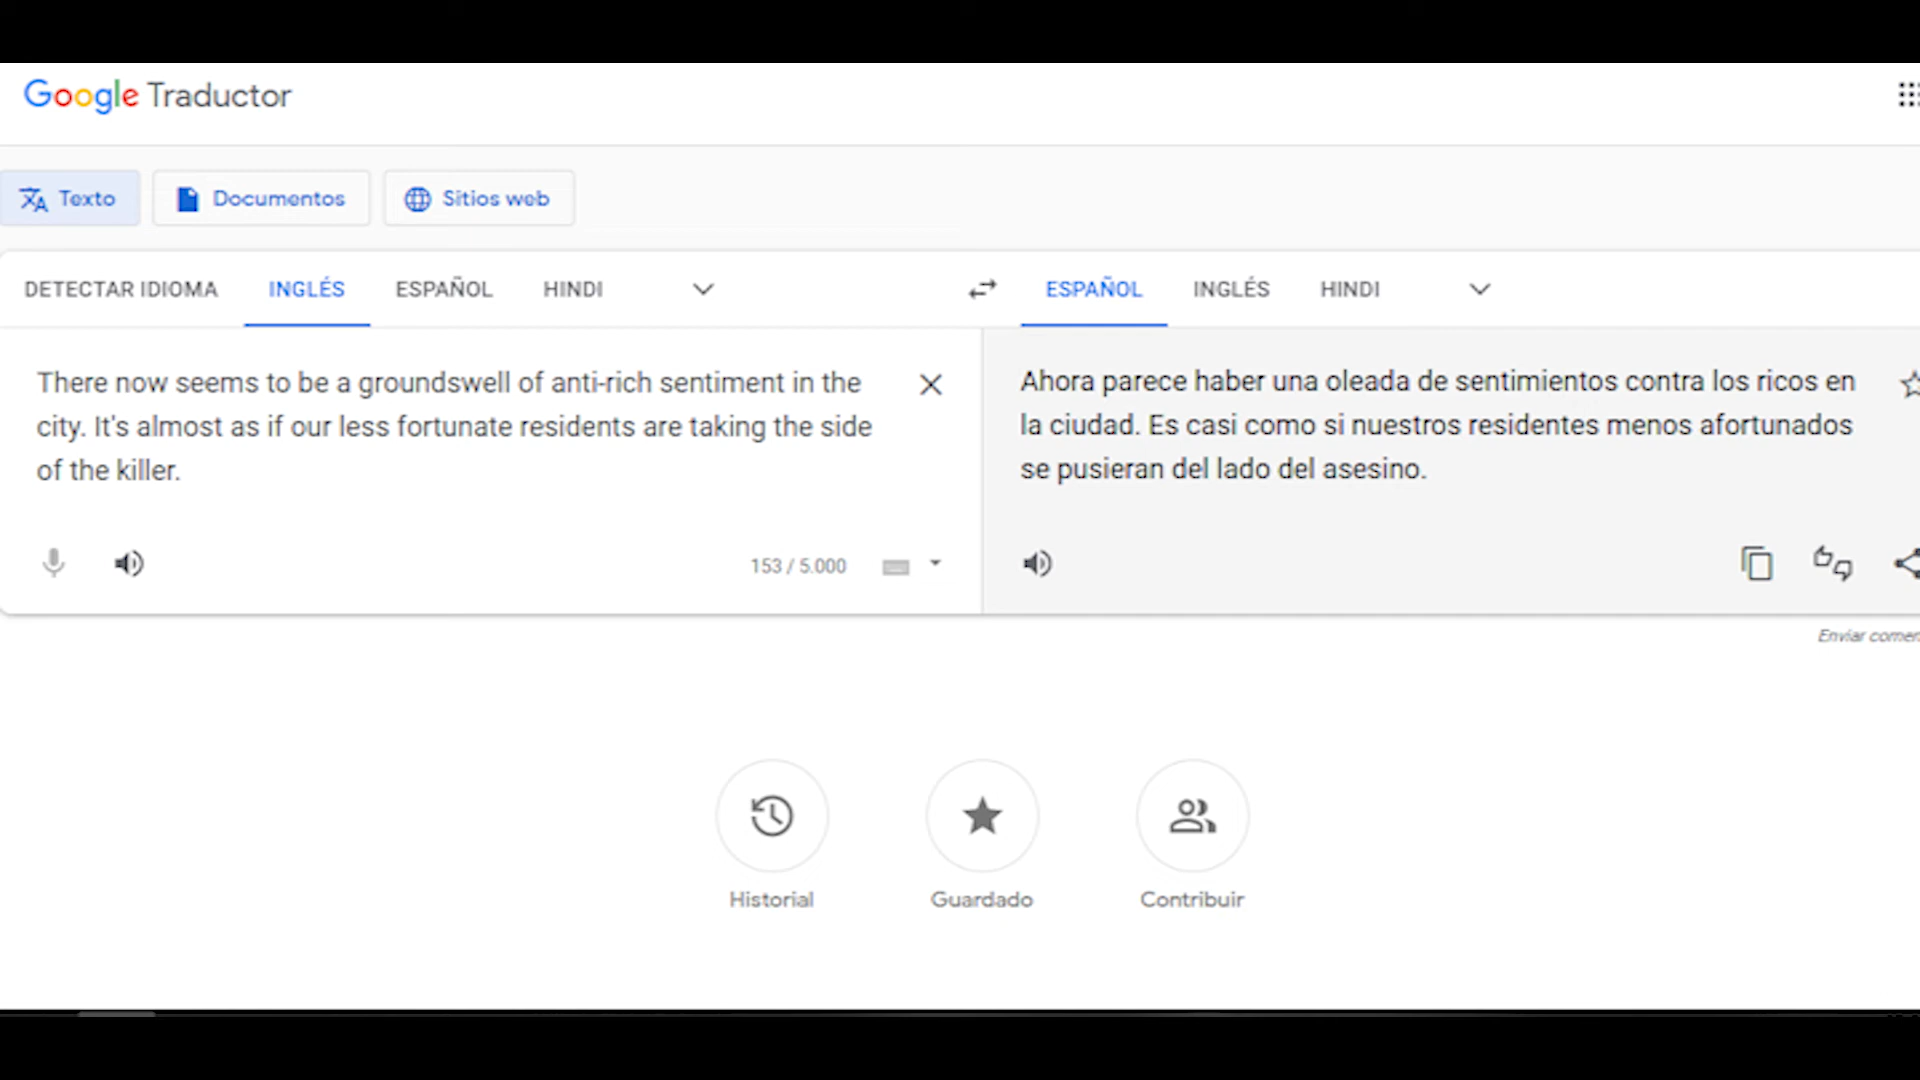 Google Traductor
Texto
Documentos
Sitios web
DETECTAR IDIOMA
INGLÉS
ESPAÑOL
HINDI
ESPAÑOL
INGLÉS
HINDI
There now seems to be a groundswell of anti-rich sentiment in the
city. It's almost as if our less fortunate residents are taking the side
of the killer.
153 / 5.000
Ahora parece haber una oleada de sentimientos contra los ricos en
la ciudad. Es casi como si nuestros residentes menos afortunados
se pusieran del lado del asesino.
Enviar comen
Historial
Guardado
Contribuir